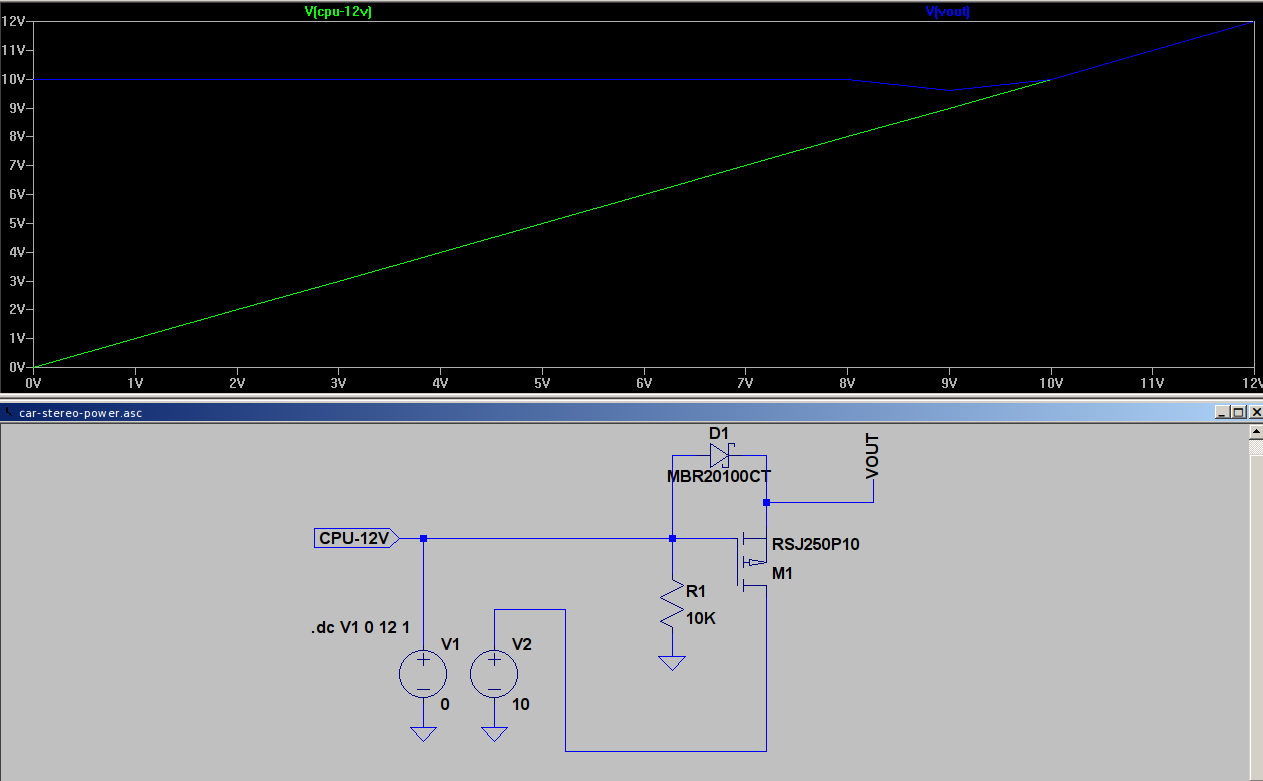 V(cpu-12v) V(vout)
12V
11V
10V
9V
8V
7V
6V
5V
4V
3V
2V
1V
0V
0V 1V 2V 3V 4V 5V 6V 7V 8V 9V 10V 11V 12V
car-stereo-power.asc
D1
MBR20100CT
VOUT
CPU-12V
RSJ250P10
M1
R1
10K
.dc V1 0 12 1
V1
0
V2
10